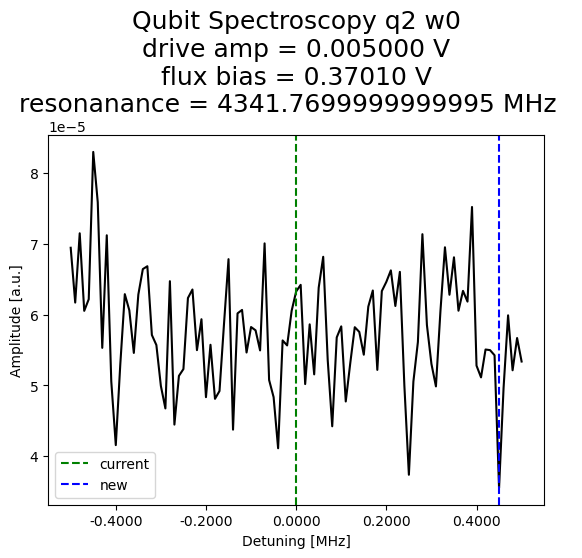 Qubit Spectroscopy q2 w0
drive amp = 0.005000 V
flux bias = 0.37010 V
resonanance = 4341.7699999999995 MHz
1e−5
8
7
6
5
4
Amplitude [a.u.]
current
new
-0.4000 -0.2000 0.0000 0.2000 0.4000
Detuning [MHz]